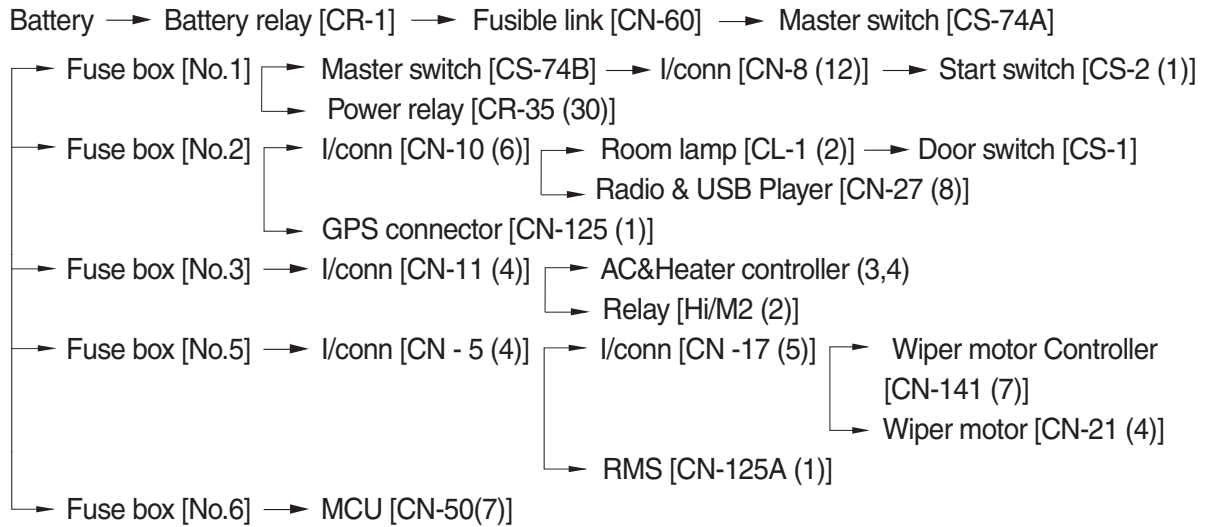 Battery → Battery relay [CR-1] → Fusible link [CN-60] → Master switch [CS-74A]
→ Fuse box [No.1] → Master switch [CS-74B] → I/conn [CN-8 (12)] → Start switch [CS-2 (1)]
→ Power relay [CR-35 (30)]
→ Fuse box [No.2] → I/conn [CN-10 (6)] → Room lamp [CL-1 (2)] → Door switch [CS-1]
→ Radio & USB Player [CN-27 (8)]
→ GPS connector [CN-125 (1)]
→ Fuse box [No.3] → I/conn [CN-11 (4)] → AC&Heater controller (3,4)
→ Relay [Hi/M2 (2)]
→ Fuse box [No.5] → I/conn [CN - 5 (4)] → I/conn [CN -17 (5)] → Wiper motor Controller
[CN-141 (7)]
→ Wiper motor [CN-21 (4)]
→ RMS [CN-125A (1)]
→ Fuse box [No.6] → MCU [CN-50(7)]